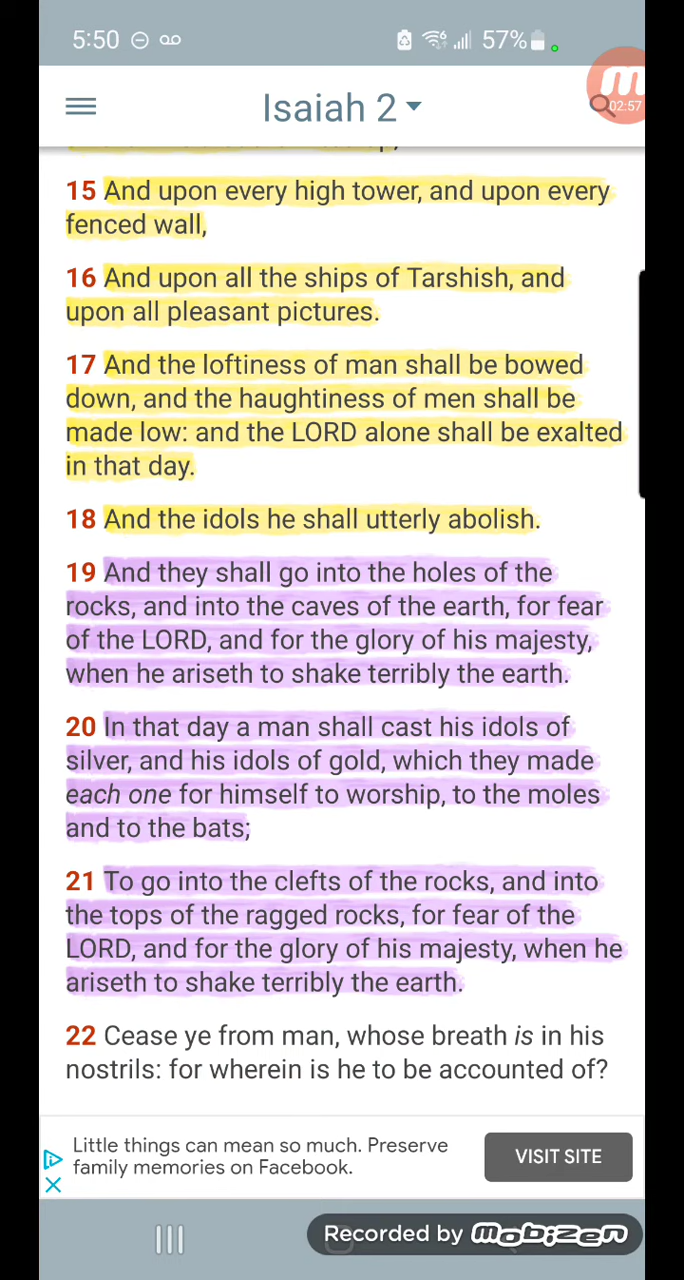 5:50 57%
Isaiah 2
02:57
15 And upon every high tower, and upon every
fenced wall,
16 And upon all the ships of Tarshish, and
upon all pleasant pictures.
17 And the loftiness of man shall be bowed
down, and the haughtiness of men shall be
made low: and the LORD alone shall be exalted
in that day.
18 And the idols he shall utterly abolish.
19 And they shall go into the holes of the
rocks, and into the caves of the earth, for fear
of the LORD, and for the glory of his majesty,
when he ariseth to shake terribly the earth.
20 In that day a man shall cast his idols of
silver, and his idols of gold, which they made
each one for himself to worship, to the moles
and to the bats;
21 To go into the clefts of the rocks, and into
the tops of the ragged rocks, for fear of the
LORD, and for the glory of his majesty, when he
ariseth to shake terribly the earth.
22 Cease ye from man, whose breath is in his
nostrils: for wherein is he to be accounted of?
Little things can mean so much. Preserve
family memories on Facebook.
VISIT SITE
Recorded by mobizen